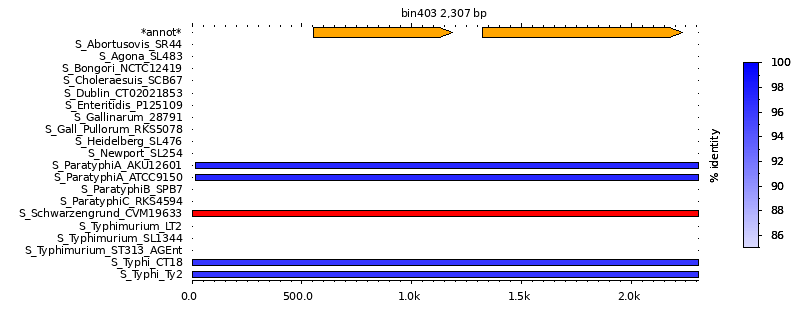 bin403 2,307 bp
*annot*
S_Abortusovis_SR44
S_Agona_SL483
S_Bongori_NCTC12419
S_Choleraesuis_SCB67
S_Dublin_CT02021853
S_Enteritidis_P125109
S_Gallinarum_28791
S_Gall_Pullorum_RKS5078
S_Heidelberg_SL476
S_Newport_SL254
S_ParatyphiA_AKU12601
S_ParatyphiA_ATCC9150
S_ParatyphiB_SPB7
S_ParatyphiC_RKS4594
S_Schwarzengrund_CVM19633
S_Typhimurium_LT2
S_Typhimurium_SL1344
S_Typhimurium_ST313_AGEnt
S_Typhi_CT18
S_Typhi_Ty2
0.0 500.0 1.0k 1.5k 2.0k
% identity
100
98
96
94
92
90
88
86